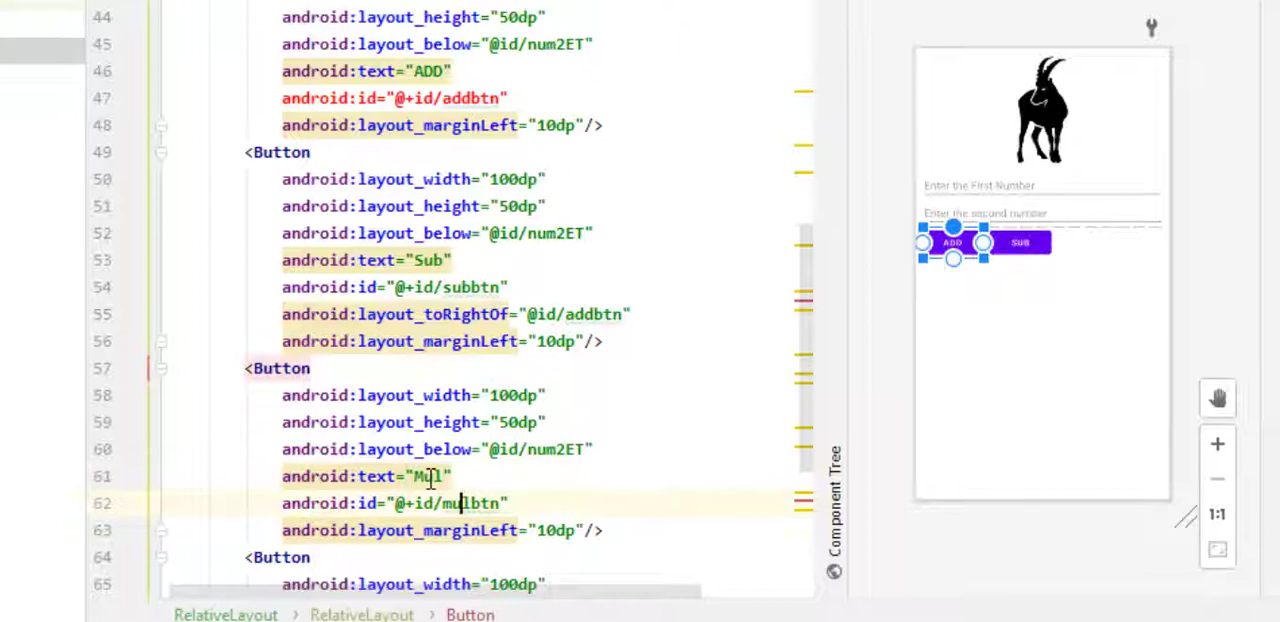 44 android:layout_height="50dp"
45 android:layout_below="@id/num2ET"
46 android:text="ADD"
47 android:id="@+id/addbtn"
48 android:layout_marginLeft="10dp"/>
49 <Button
50 android:layout_width="100dp"
51 android:layout_height="50dp"
52 android:layout_below="@id/num2ET"
53 android:text="Sub"
54 android:id="@+id/subbtn"
55 android:layout_toRightOf="@id/addbtn"
56 android:layout_marginLeft="10dp"/>
57 <Button
58 android:layout_width="100dp"
59 android:layout_height="50dp"
60 android:layout_below="@id/num2ET"
61 android:text="Mul"
62 android:id="@+id/mulbtn"
63 android:layout_marginLeft="10dp"/>
64 <Button
65 android:layout_width="100dp"
RelativeLayout > RelativeLayout > Button
Component Tree
Enter the First Number
Enter the second number
ADD SUB
1:1